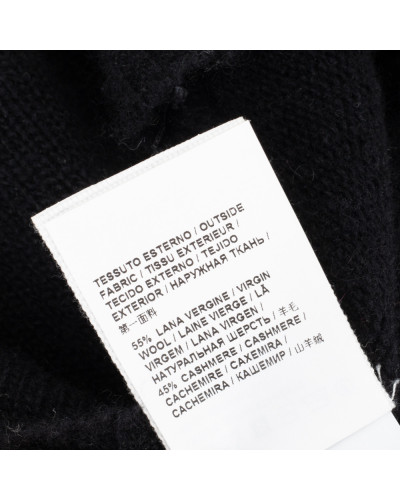 TESSUTO ESTERNO / OUTSIDE
FABRIC / TISSU EXTERIEUR /
TECIDO EXTERNO / TEJIDO
EXTERIOR / НАРУЖНАЯ ТКАНЬ /
第一面料
55% LANA VERGINE / VIRGIN
WOOL / LAINE VIERGE / LÃ
VIRGEM / LANA VIRGEN /
НАТУРАЛЬНАЯ ШЕРСТЬ / 羊毛
45% CASHMERE / CASHMERE /
CACHEMIRE / CAXEMIRA /
CACHEMIRA / КАШЕМИР / 山羊绒